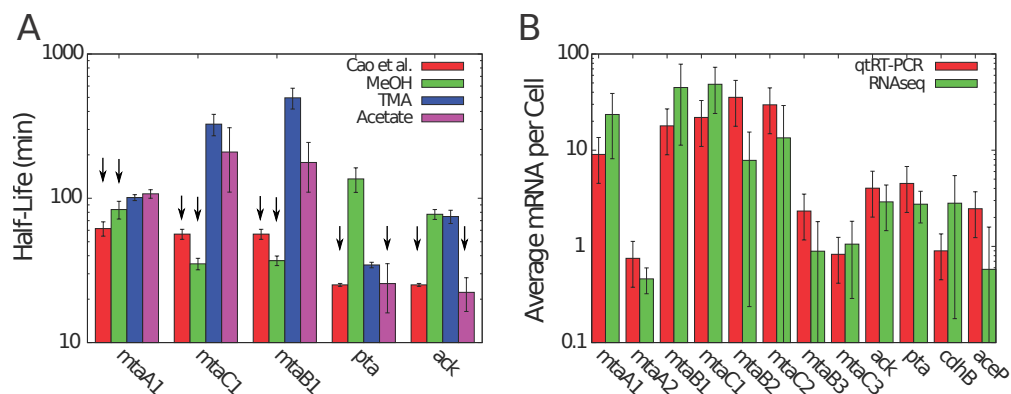 A
Half-Life (min)
1000
100
10
Cao et al.
MeOH
TMA
Acetate
mtaA1
mtaC1
mtaB1
pta
ack
B
Average mRNA per Cell
100
10
1
0.1
qtRT-PCR
RNAseq
mtaA1
mtaA2
mtaB1
mtaC1
mtaB2
mtaC2
mtaB3
mtaC3
ack
pta
cdhB
aceP